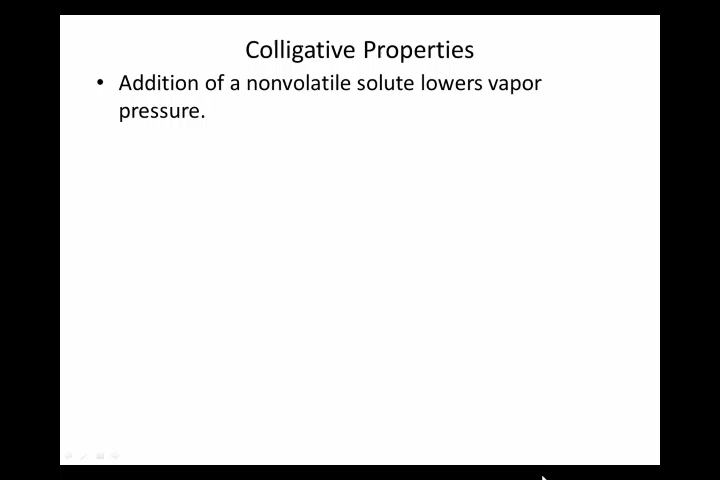 Colligative Properties
• Addition of a nonvolatile solute lowers vapor
pressure.